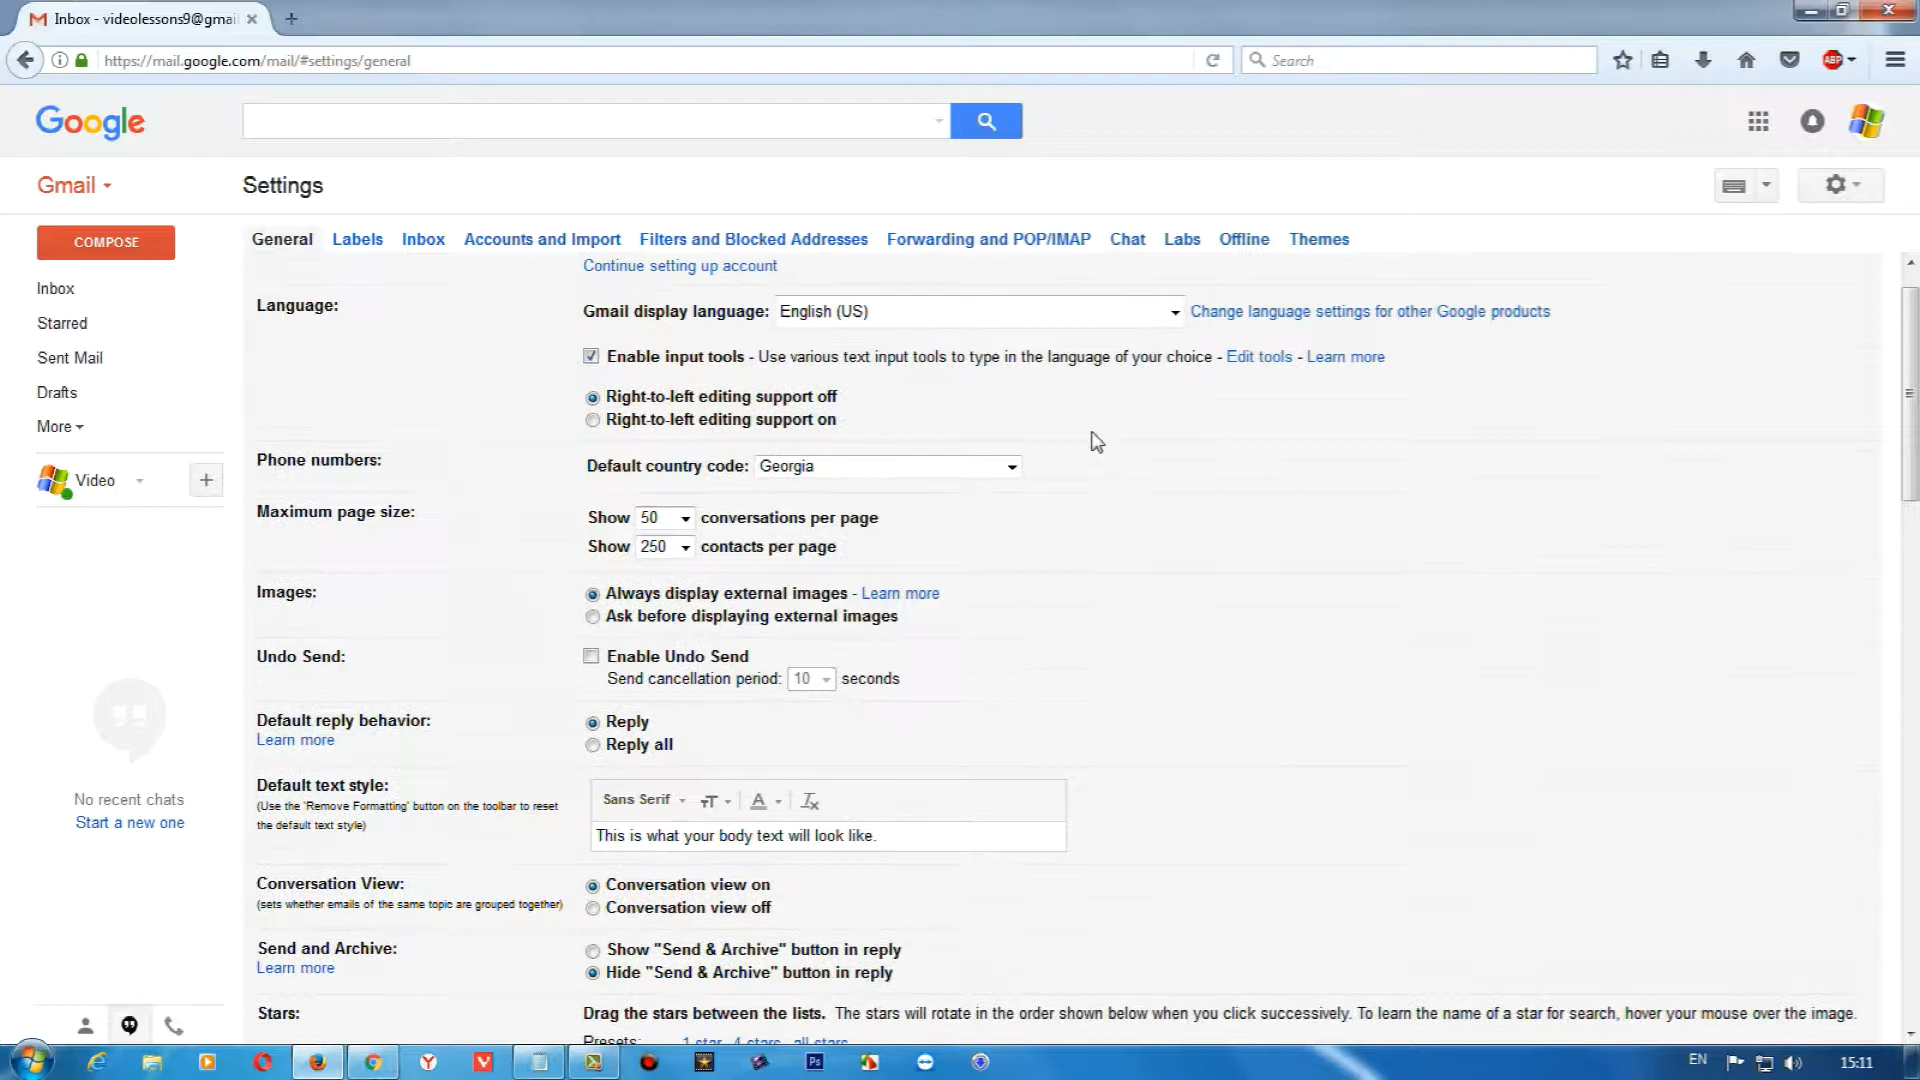 Inbox - videolessons9@gmai
https://mail.google.com/mail/#settings/general
Search
ABP
Google
Gmail
Settings
COMPOSE
General Labels Inbox Accounts and Import Filters and Blocked Addresses Forwarding and POP/IMAP Chat Labs Offline Themes
Inbox
Starred
Sent Mail
Drafts
More
Video
No recent chats
Start a new one
Continue setting up account
Language:
Gmail display language: English (US) Change language settings for other Google products
Enable input tools - Use various text input tools to type in the language of your choice - Edit tools - Learn more
Right-to-left editing support off
Right-to-left editing support on
Phone numbers:
Default country code: Georgia
Maximum page size:
Show 50 conversations per page
Show 250 contacts per page
Images:
Always display external images - Learn more
Ask before displaying external images
Undo Send:
Enable Undo Send
Send cancellation period: 10 seconds
Default reply behavior:
Learn more
Reply
Reply all
Default text style:
(Use the 'Remove Formatting' button on the toolbar to reset
the default text style)
Sans Serif
This is what your body text will look like.
Conversation View:
(sets whether emails of the same topic are grouped together)
Conversation view on
Conversation view off
Send and Archive:
Learn more
Show "Send & Archive" button in reply
Hide "Send & Archive" button in reply
Stars:
Drag the stars between the lists. The stars will rotate in the order shown below when you click successively. To learn the name of a star for search, hover your mouse over the image.
Presets: 1 star 4 stars all stars
Ps
EN
15:11